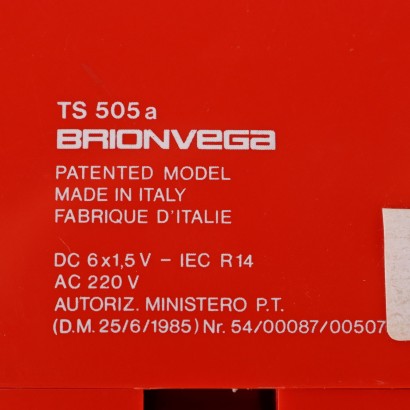 TS 505 a
BRIONVEGA
PATENTED MODEL
MADE IN ITALY
FABRIQUE D'ITALIE
DC 6x1,5 V – IEC R14
AC 220 V
AUTORIZ. MINISTERO P.T.
(D.M. 25/6/1985) Nr. 54/00087/00507